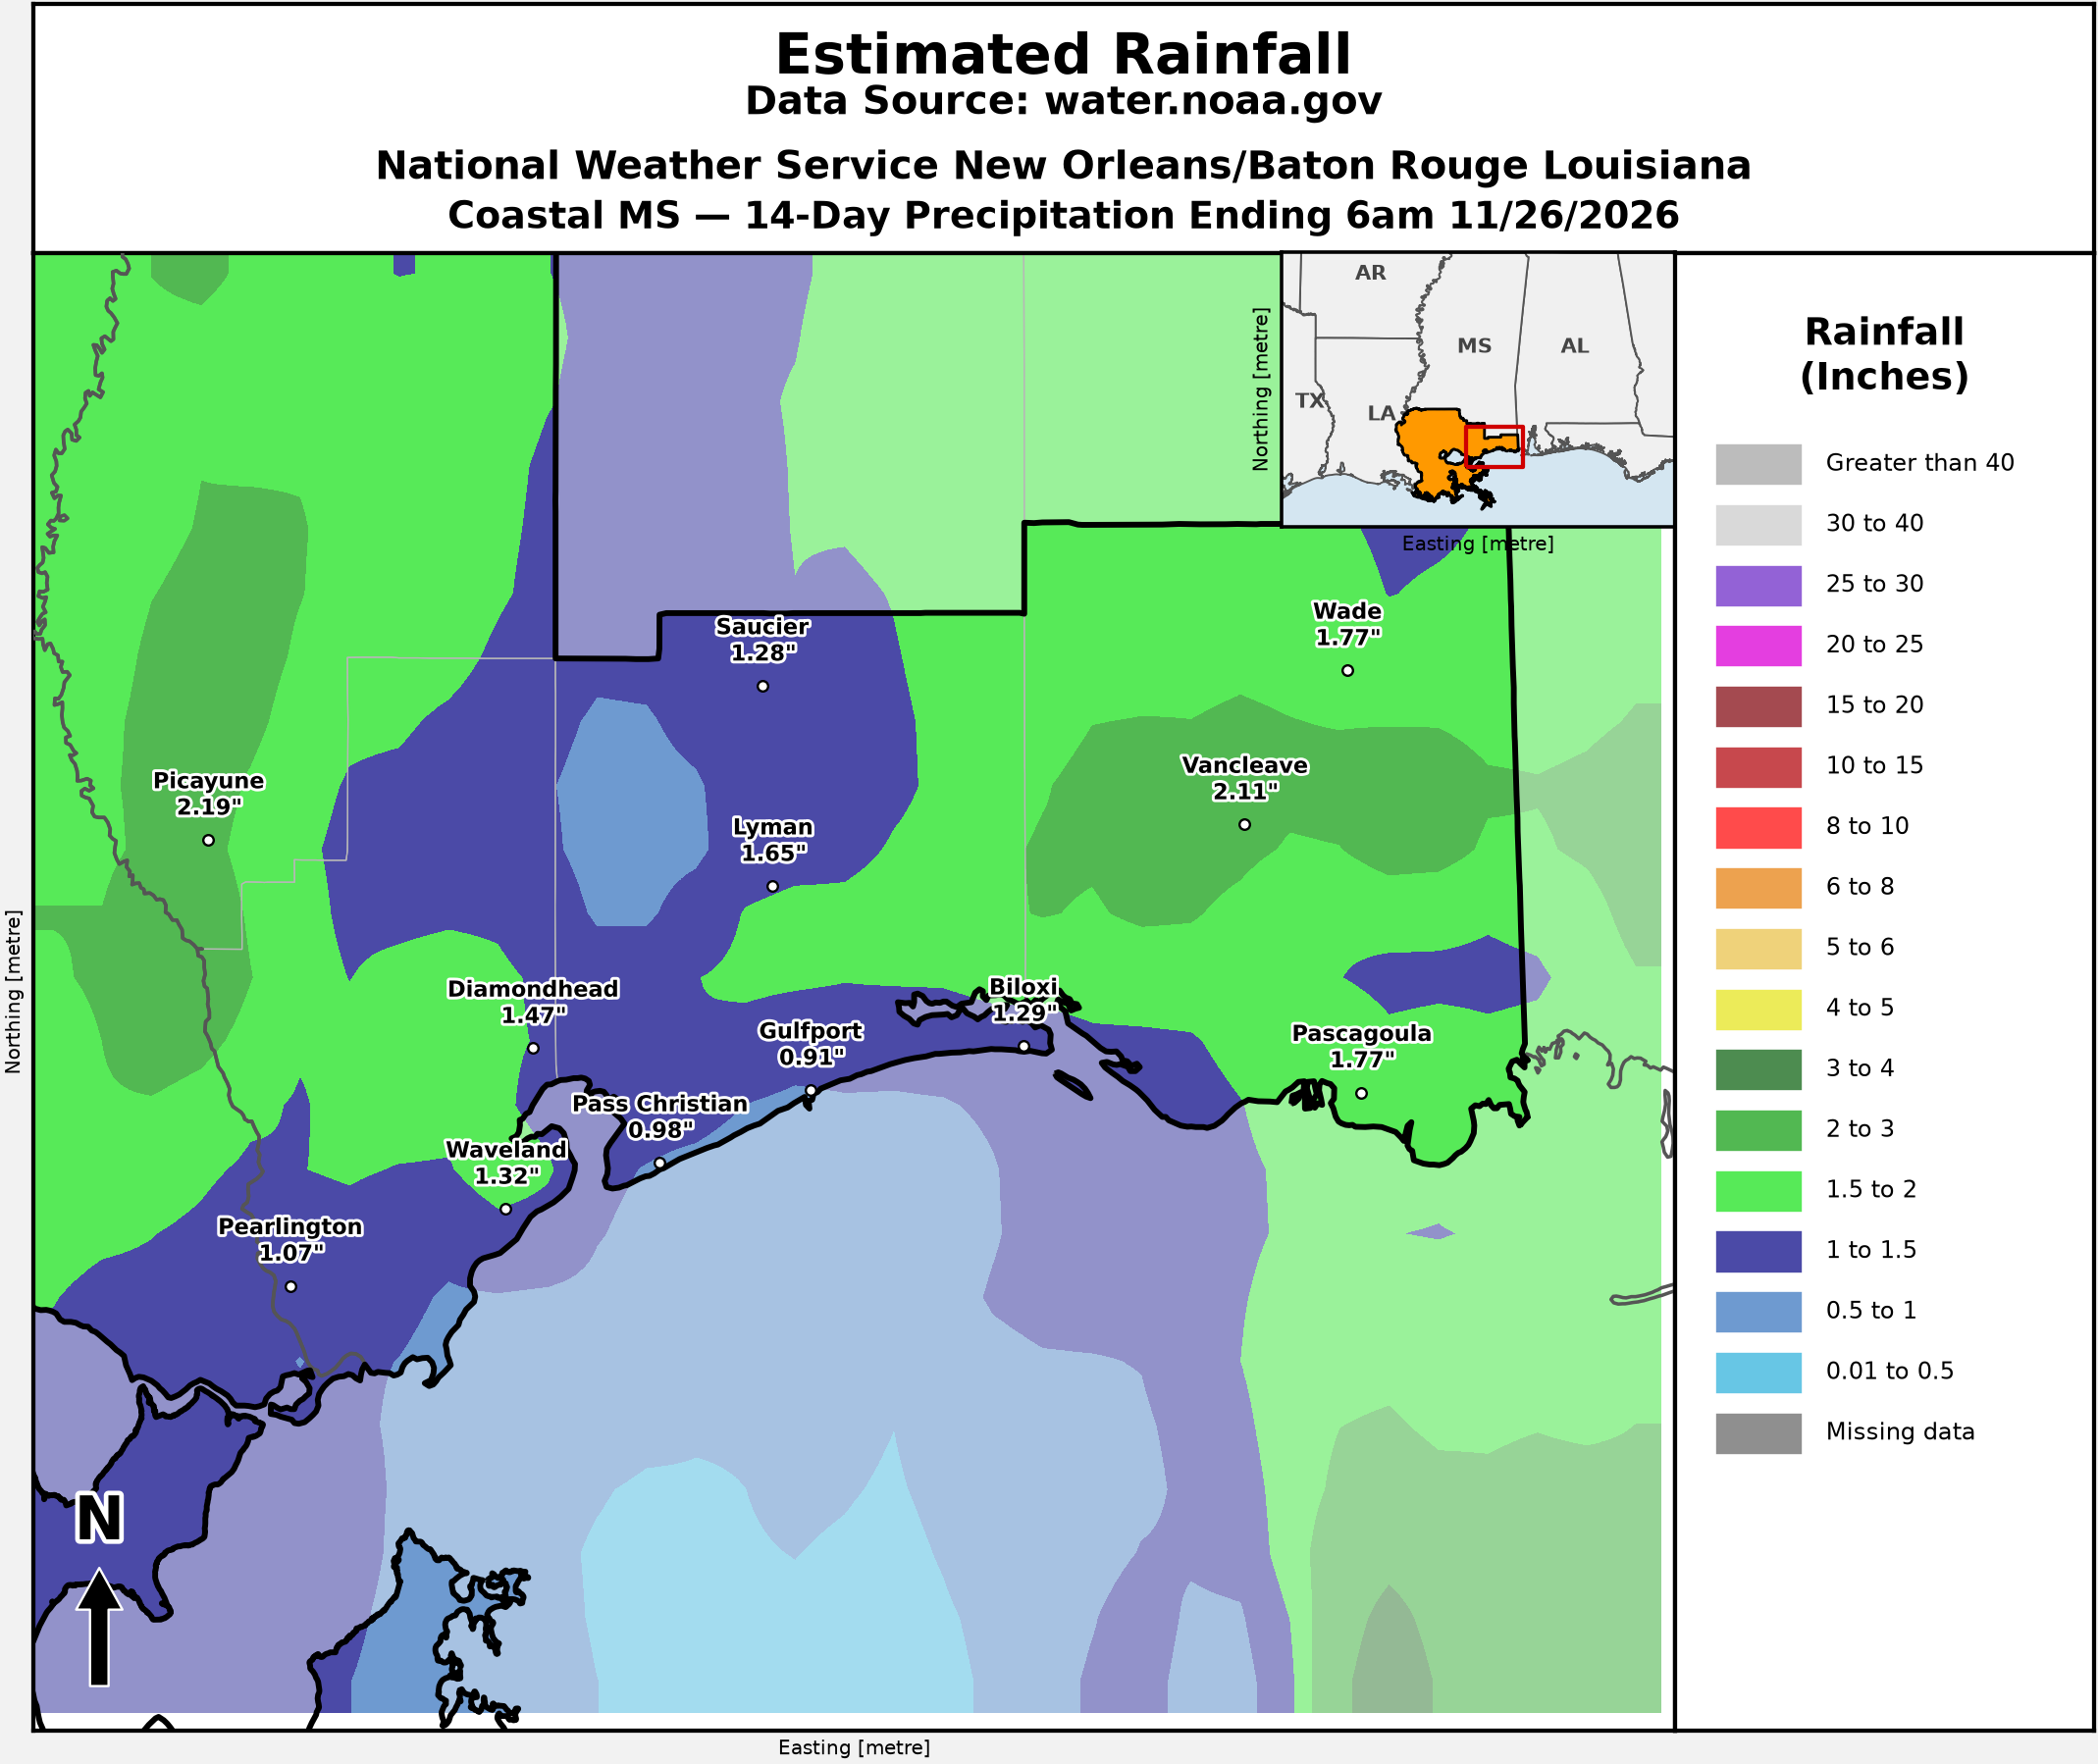 Estimated Rainfall
Data Source: water.noaa.gov
National Weather Service New Orleans/Baton Rouge Louisiana
Coastal MS — 14-Day Precipitation Ending 6am 11/26/2026
AR
MS
AL
TX
LA
Northing [metre]
Easting [metre]
Rainfall
(Inches)
Greater than 40
30 to 40
25 to 30
20 to 25
15 to 20
10 to 15
8 to 10
6 to 8
5 to 6
4 to 5
3 to 4
2 to 3
1.5 to 2
1 to 1.5
0.5 to 1
0.01 to 0.5
Missing data
Saucier
1.28"
Wade
1.77"
Picayune
2.19"
Vancleave
2.11"
Lyman
1.65"
Diamondhead
1.47"
Biloxi
1.29"
Gulfport
0.91"
Pascagoula
1.77"
Pass Christian
0.98"
Waveland
1.32"
Pearlington
1.07"
N
Northing [metre]
Easting [metre]